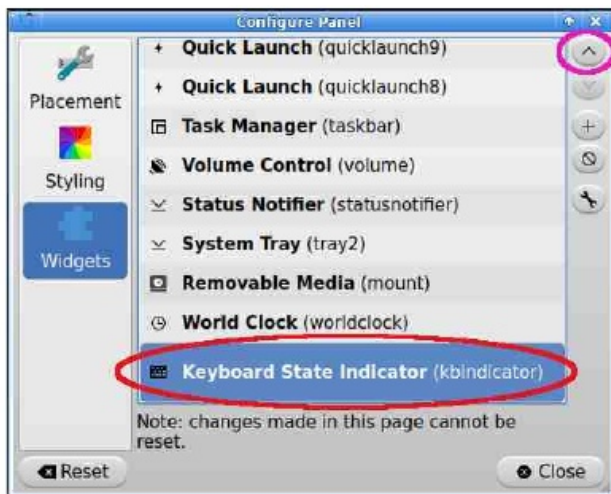 Configure Panel
Placement
Styling
Widgets
Quick Launch (quicklaunch9)
Quick Launch (quicklaunch8)
Task Manager (taskbar)
Volume Control (volume)
Status Notifier (statusnotifier)
System Tray (tray2)
Removable Media (mount)
World Clock (worldclock)
Keyboard State Indicator (kbindicator)
Note: changes made in this page cannot be
reset.
Reset
Close